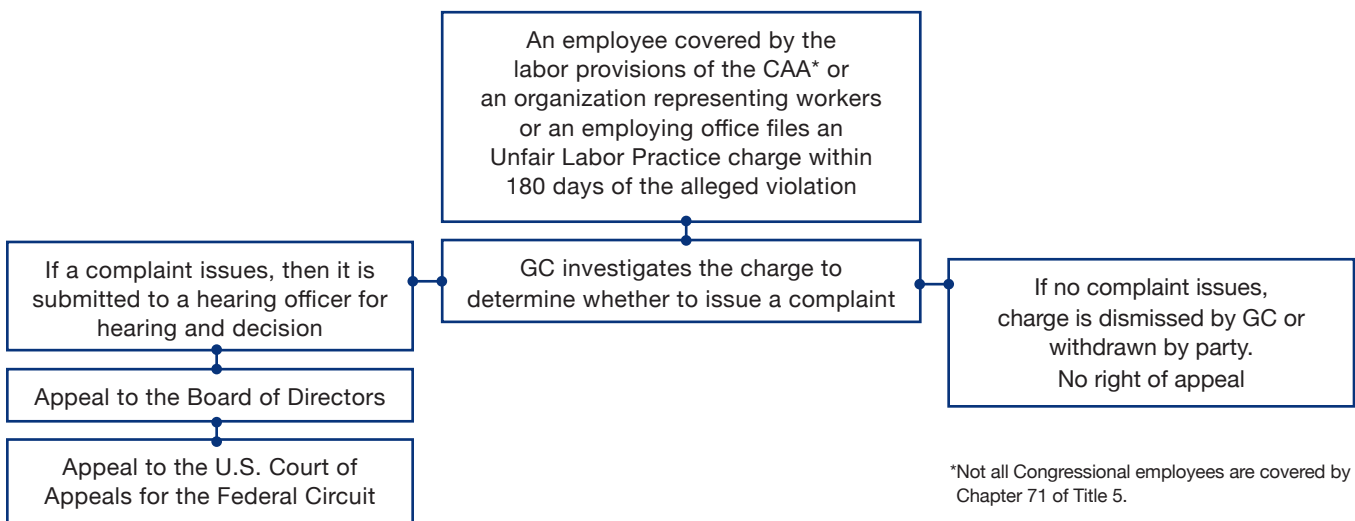 An employee covered by the
labor provisions of the CAA* or
an organization representing workers
or an employing office files an
Unfair Labor Practice charge within
180 days of the alleged violation
GC investigates the charge to
determine whether to issue a complaint
If a complaint issues, then it is
submitted to a hearing officer for
hearing and decision
Appeal to the Board of Directors
Appeal to the U.S. Court of
Appeals for the Federal Circuit
If no complaint issues,
charge is dismissed by GC or
withdrawn by party.
No right of appeal
*Not all Congressional employees are covered by
Chapter 71 of Title 5.